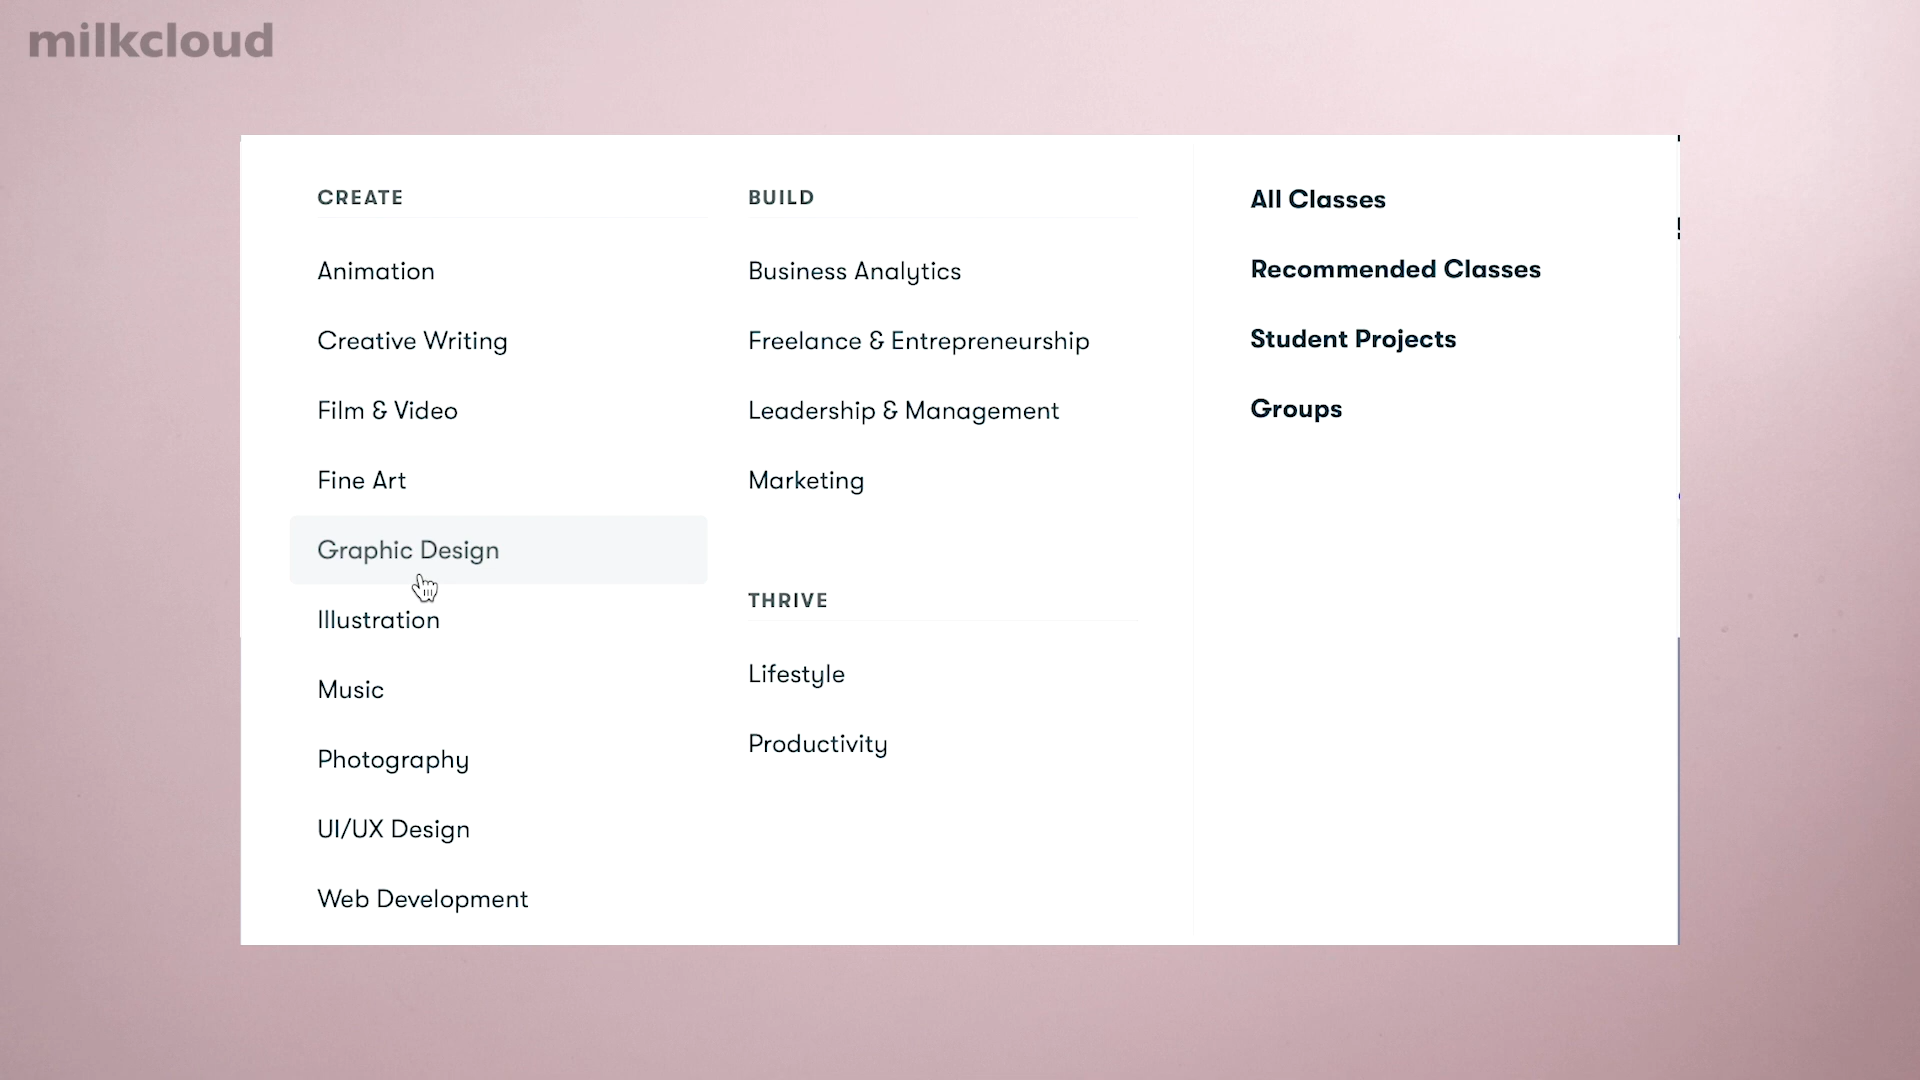 milkcloud
CREATE
Animation
Creative Writing
Film & Video
Fine Art
Graphic Design
Illustration
Music
Photography
UI/UX Design
Web Development
BUILD
Business Analytics
Freelance & Entrepreneurship
Leadership & Management
Marketing
THRIVE
Lifestyle
Productivity
All Classes
Recommended Classes
Student Projects
Groups